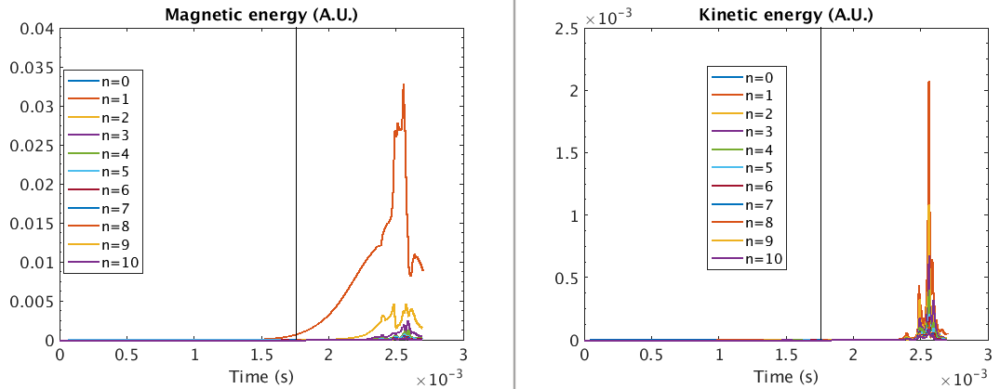 Magnetic energy (A.U.)
0.04
0.035
0.03
0.025
0.02
0.015
0.01
0.005
0
n=0
n=1
n=2
n=3
n=4
n=5
n=6
n=7
n=8
n=9
n=10
0 0.5 1 1.5 2 2.5 3
Time (s)
×10⁻³
Kinetic energy (A.U.)
×10⁻³
2.5
2
1.5
1
0.5
0
n=0
n=1
n=2
n=3
n=4
n=5
n=6
n=7
n=8
n=9
n=10
0 0.5 1 1.5 2 2.5 3
Time (s)
×10⁻³